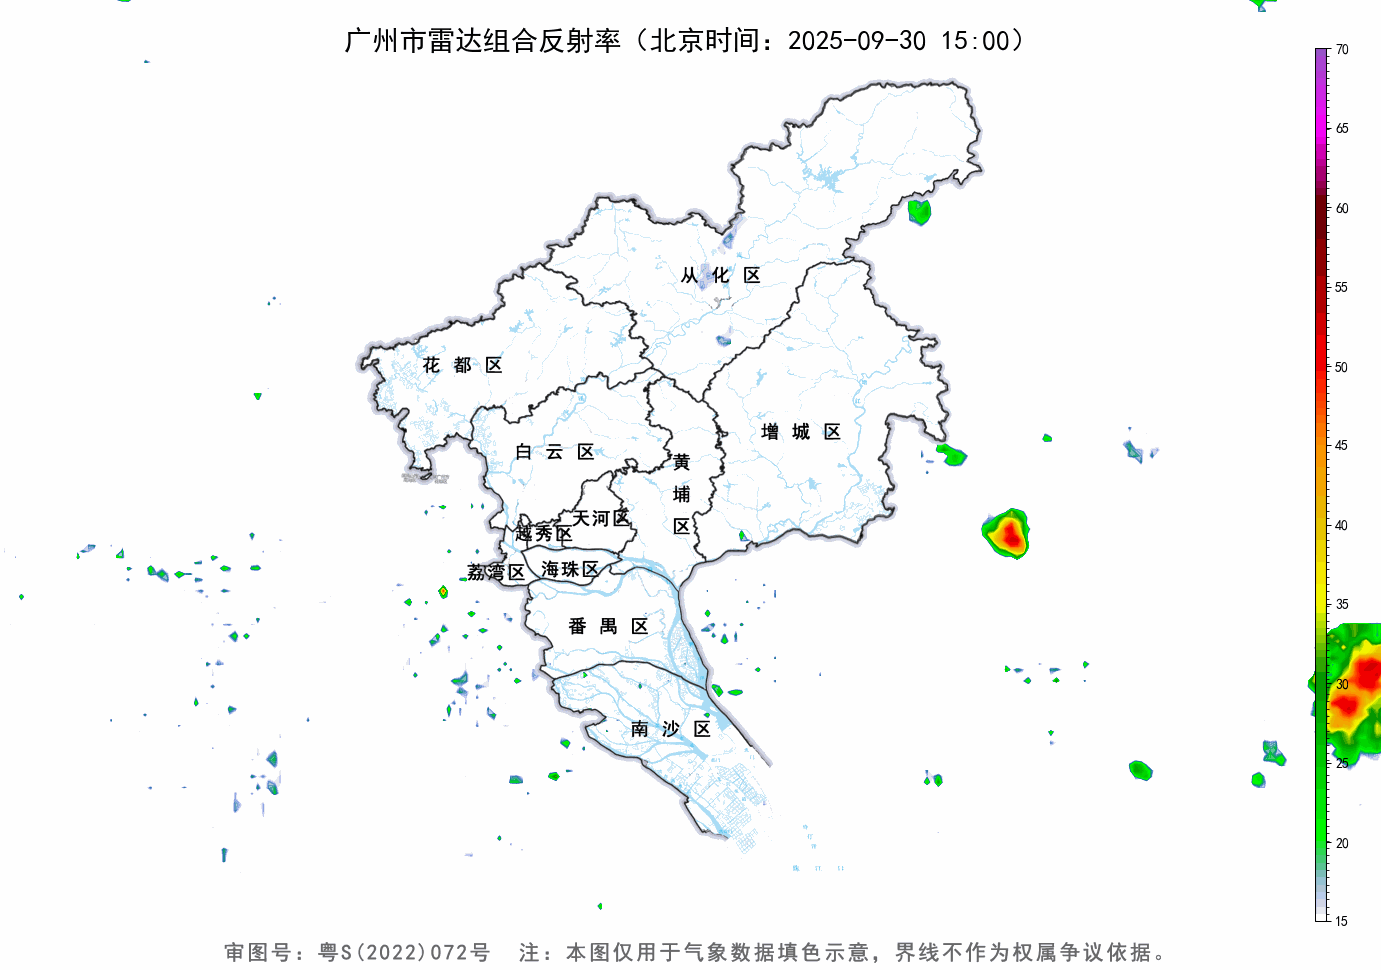 广州市雷达组合反射率（北京时间：2025-09-30 15:00）
70
65
60
从化区
55
花都区
50
增城区
45
白云区
黄埔区
40
天河区
越秀区
荔湾区
海珠区
35
番禺区
30
南沙区
25
20
15
审图号：粤S(2022)072号 注：本图仅用于气象数据填色示意，界线不作为权属争议依据。